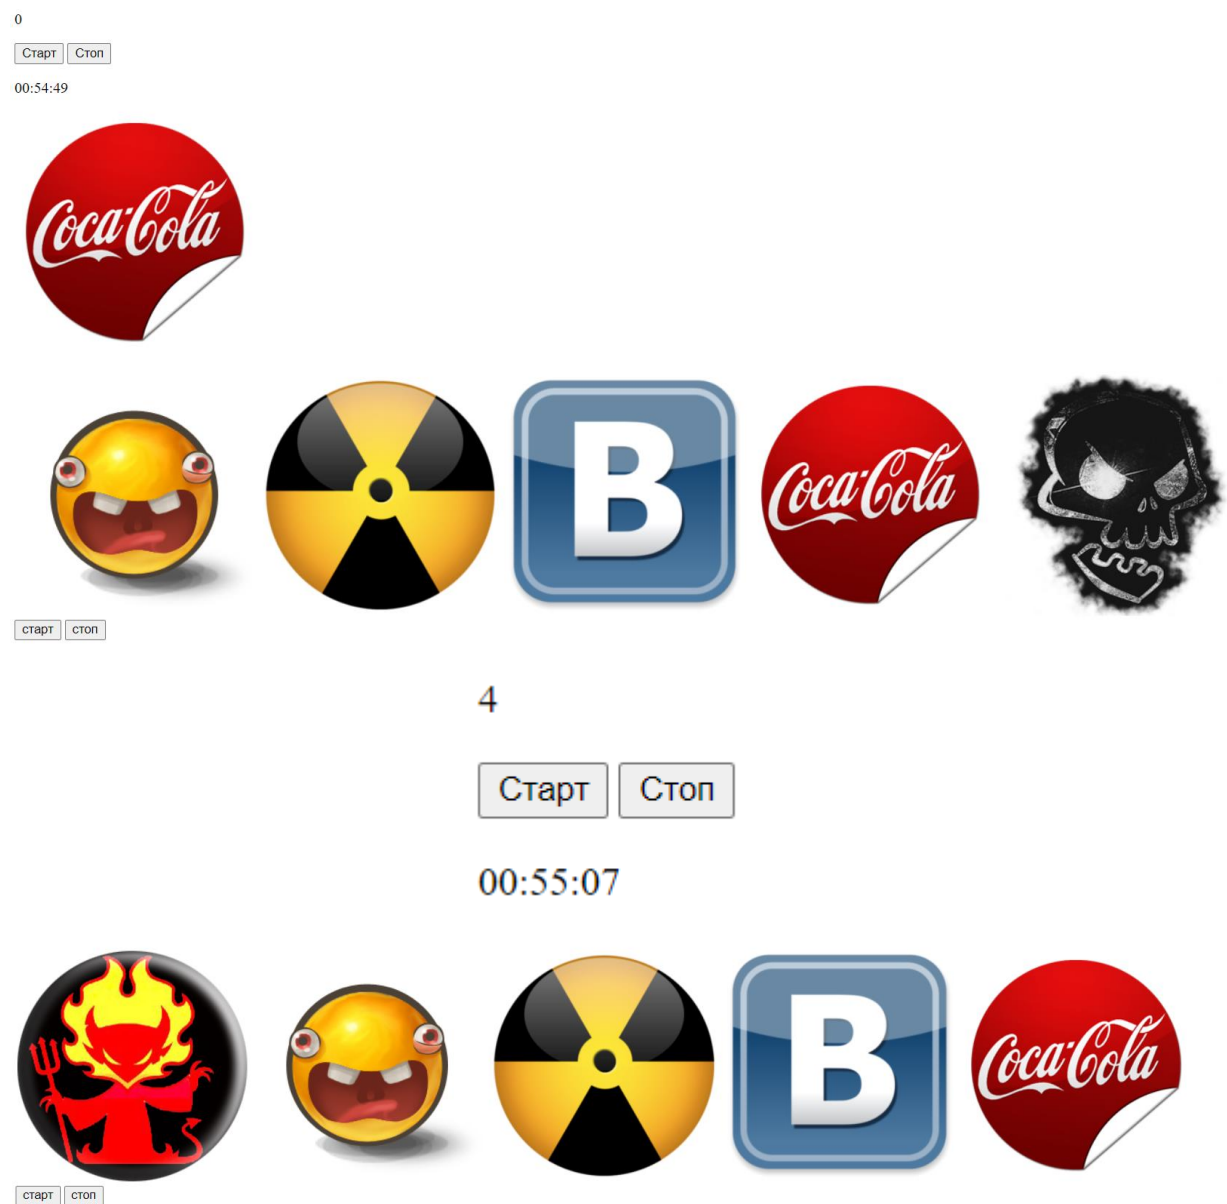 0
Старт Стоп
00:54:49
Coca-Cola
В Coca-Cola
старт стоп
4
Старт Стоп
00:55:07
В Coca-Cola
старт стоп